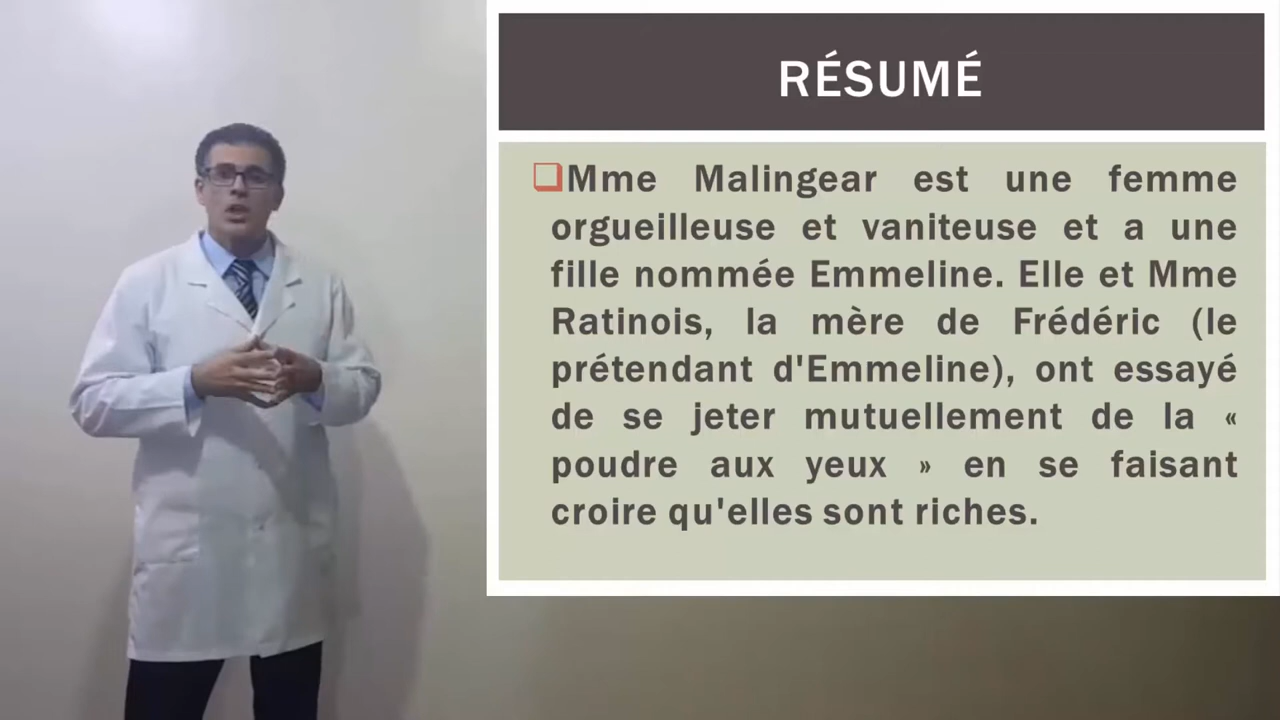 RÉSUMÉ
Mme Malingear est une femme
orgueilleuse et vaniteuse et a une
fille nommée Emmeline. Elle et Mme
Ratinois, la mère de Frédéric (le
prétendant d'Emmeline), ont essayé
de se jeter mutuellement de la «
poudre aux yeux » en se faisant
croire qu'elles sont riches.